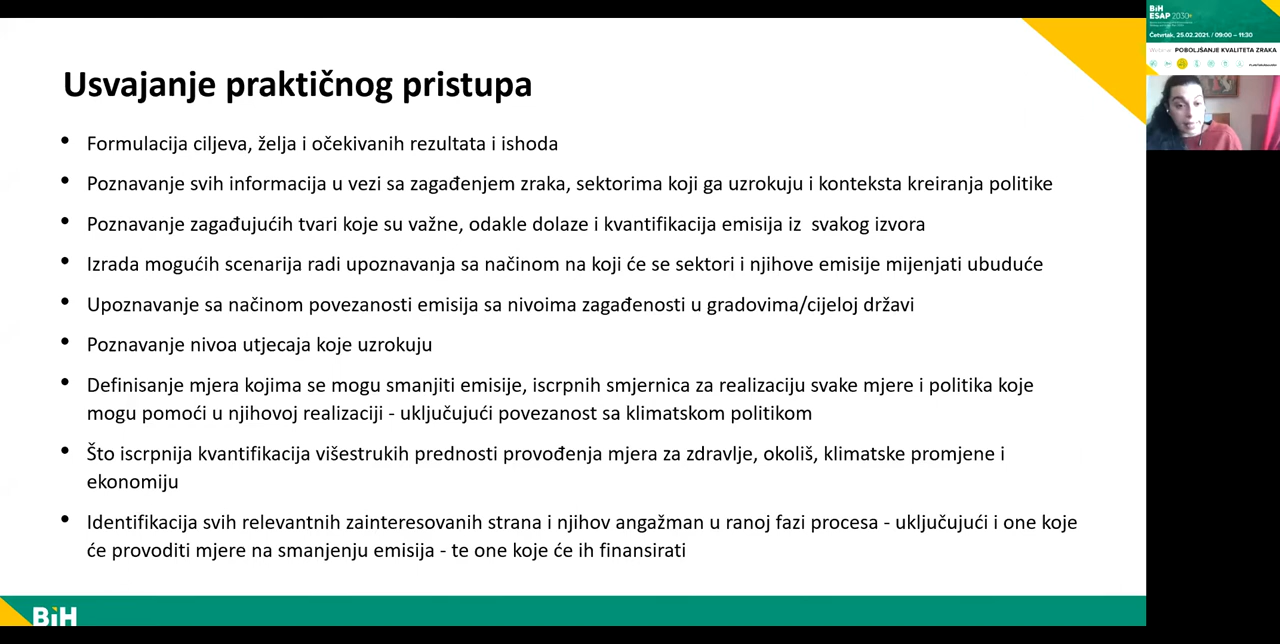 Usvajanje praktičnog pristupa
• Formulacija ciljeva, želja i očekivanih rezultata i ishoda
• Poznavanje svih informacija u vezi sa zagađenjem zraka, sektorima koji ga uzrokuju i konteksta kreiranja politike
• Poznavanje zagađujućih tvari koje su važne, odakle dolaze i kvantifikacija emisija iz  svakog izvora
• Izrada mogućih scenarija radi upoznavanja sa načinom na koji će se sektori i njihove emisije mijenjati ubuduće
• Upoznavanje sa načinom povezanosti emisija sa nivoima zagađenosti u gradovima/cijeloj državi
• Poznavanje nivoa utjecaja koje uzrokuju
• Definisanje mjera kojima se mogu smanjiti emisije, iscrpnih smjernica za realizaciju svake mjere i politika koje
mogu pomoći u njihovoj realizaciji - uključujući povezanost sa klimatskom politikom
• Što iscrpnija kvantifikacija višestrukih prednosti provođenja mjera za zdravlje, okoliš, klimatske promjene i
ekonomiju
• Identifikacija svih relevantnih zainteresovanih strana i njihov angažman u ranoj fazi procesa - uključujući i one koje
će provoditi mjere na smanjenju emisija - te one koje će ih finansirati
BiH
BiH
ESAP 2030+
Četvrtak, 25.02.2021. / 09:00 – 11:30
Webinar: POBOLJŠANJE KVALITETA ZRAKA